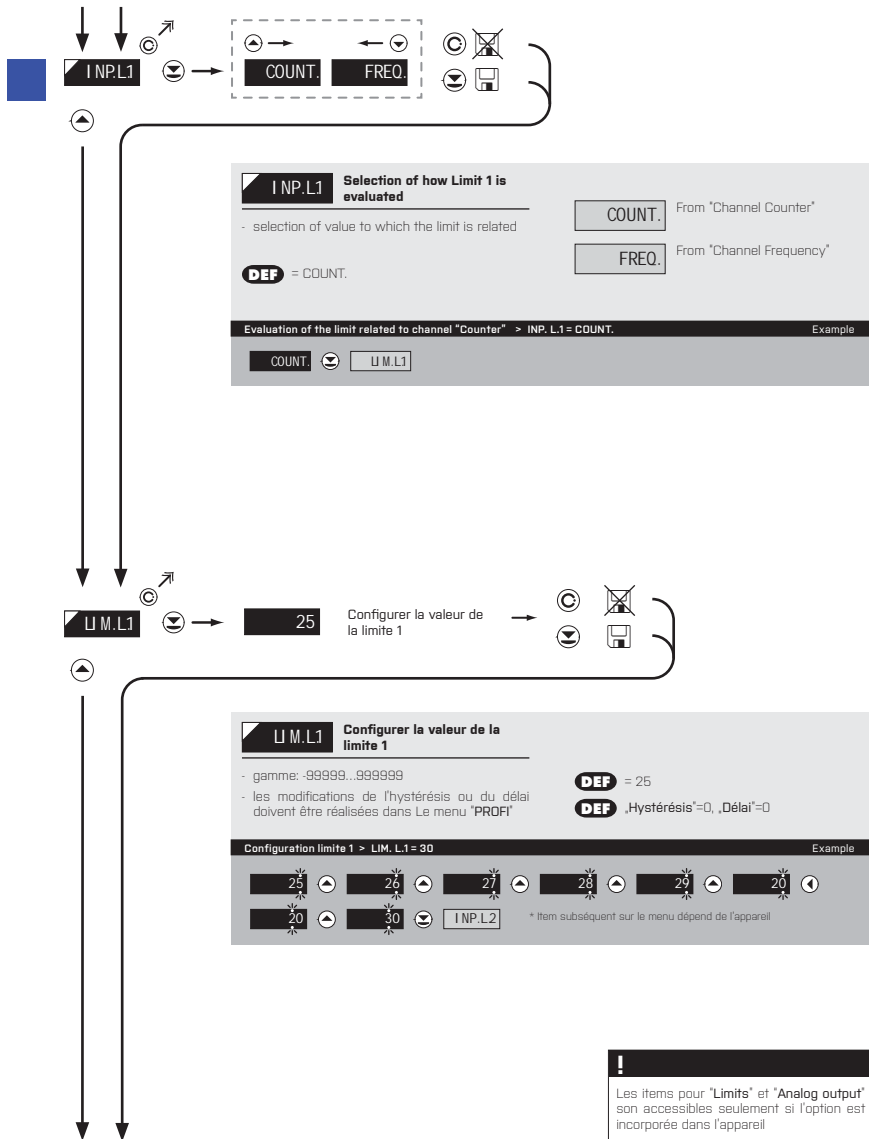 INP.L.1
COUNT. FREQ.
INP.L.1 Selection of how Limit 1 is
evaluated
- selection of value to which the limit is related
DEF = COUNT.
COUNT. From "Channel Counter"
FREQ. From "Channel Frequency"
Evaluation of the limit related to channel "Counter" > INP. L.1 = COUNT. Example
COUNT. LIM.L.1
LIM.L.1 25 Configurer la valeur de
la limite 1
LIM.L.1 Configurer la valeur de la
limite 1
- gamme: -99999...999999
- les modifications de l'hystérésis ou du délai
doivent être réalisées dans Le menu "PROFI"
DEF = 25
DEF „Hystérésis"=0, „Délai"=0
Configuration limite 1 > LIM. L.1 = 30 Example
25 26 27 28 29 20
20 30 INP.L.2 * Item subséquent sur le menu dépend de l'appareil
!
Les items pour "Limits" et "Analog output"
son accessibles seulement si l'option est
incorporée dans l'appareil